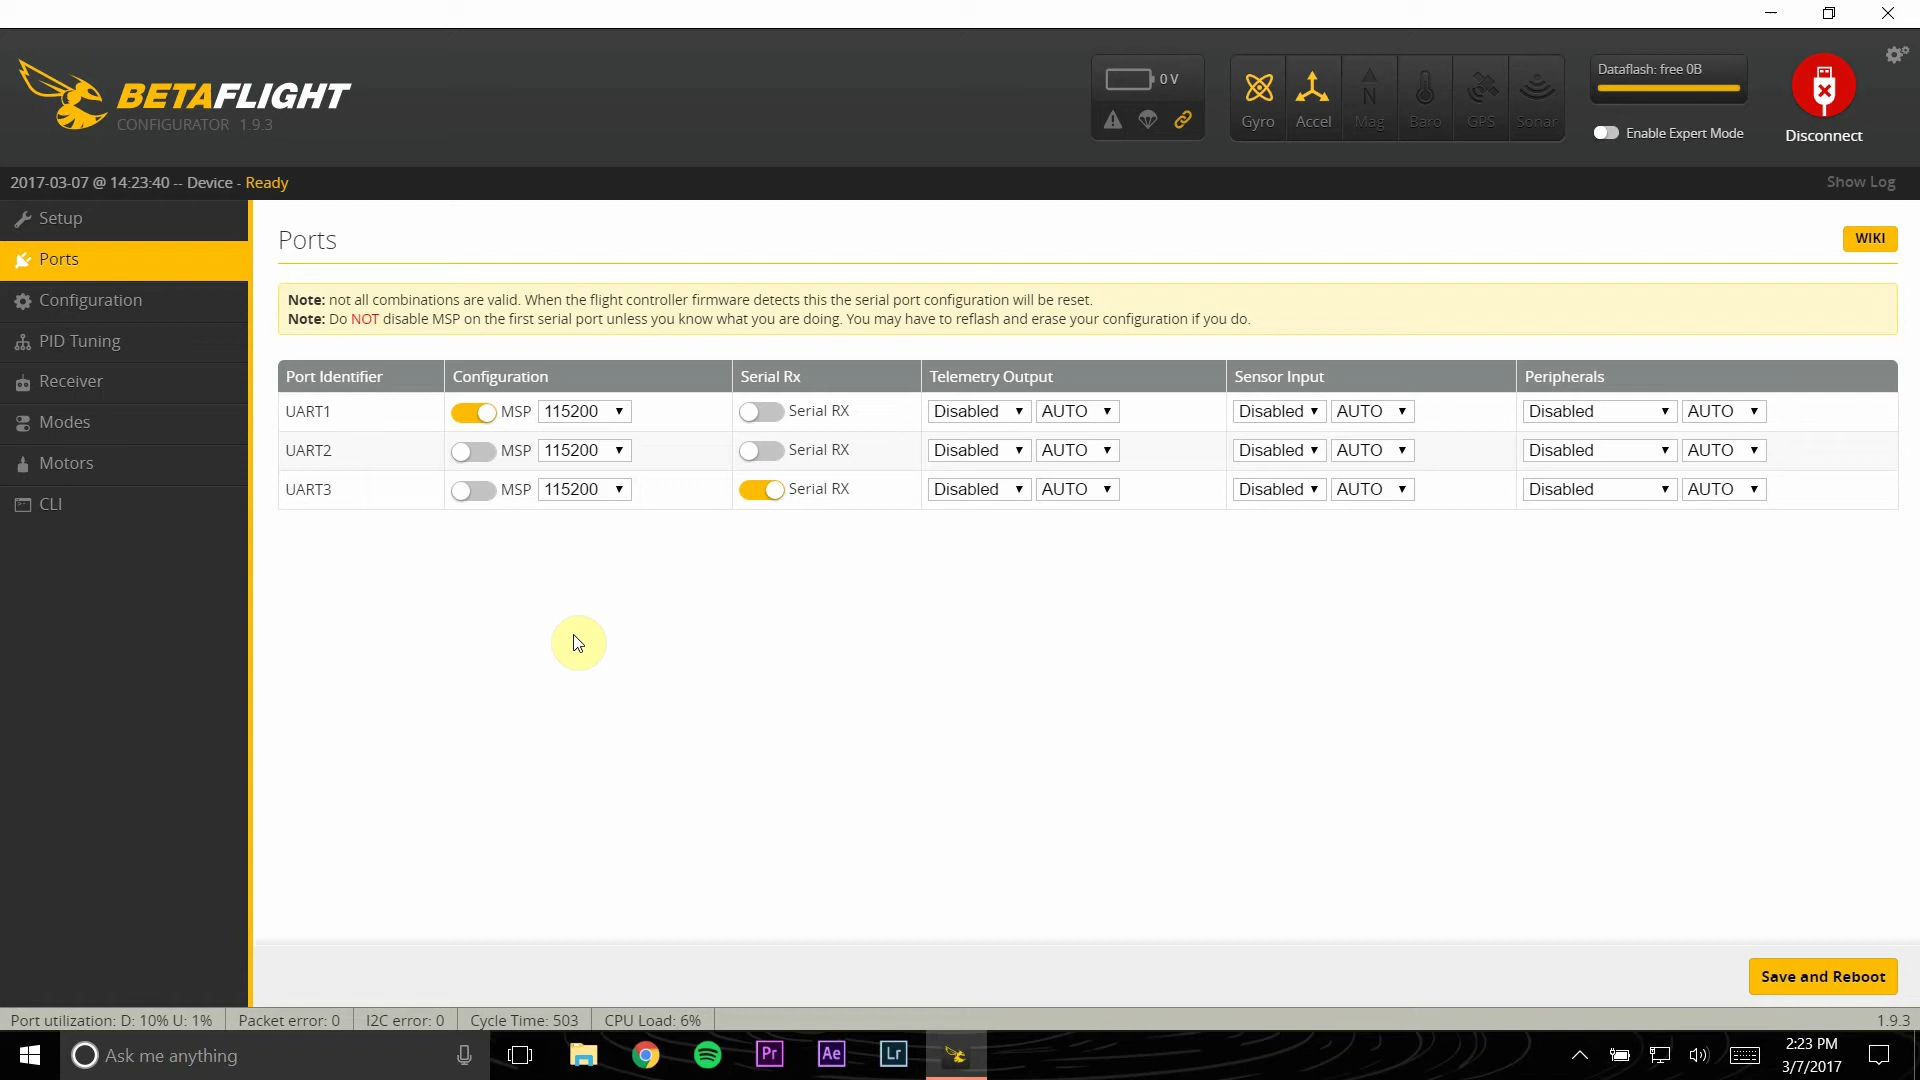 0 V
Gyro
Accel
Mag
N
Baro
GPS
Sonar
Dataflash: free 0B
Enable Expert Mode
Disconnect
BETAFLIGHT
CONFIGURATOR 1.9.3
2017-03-07 @ 14:23:40 -- Device - Ready
Show Log
Setup
Ports
Configuration
PID Tuning
Receiver
Modes
Motors
CLI
Ports
WIKI
Note: not all combinations are valid. When the flight controller firmware detects this the serial port configuration will be reset.
Note: Do NOT disable MSP on the first serial port unless you know what you are doing. You may have to reflash and erase your configuration if you do.
Port Identifier Configuration Serial Rx Telemetry Output Sensor Input Peripherals
UART1 MSP 115200 Serial RX Disabled AUTO Disabled AUTO Disabled AUTO
UART2 MSP 115200 Serial RX Disabled AUTO Disabled AUTO Disabled AUTO
UART3 MSP 115200 Serial RX Disabled AUTO Disabled AUTO Disabled AUTO
Save and Reboot
Port utilization: D: 10% U: 1% Packet error: 0 I2C error: 0 Cycle Time: 503 CPU Load: 6% 1.9.3
Ask me anything
Pr
Ae
Lr
2:23 PM
3/7/2017